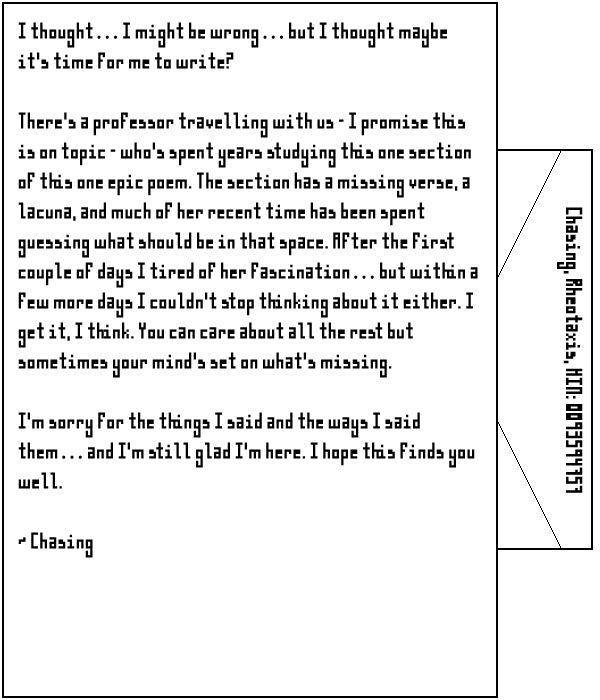 I thought... I might be wrong... but I thought maybe
it's time for me to write?
There's a professor travelling with us - I promise this
is on topic - who's spent years studying this one section
of this one epic poem. The section has a missing verse, a
lacuna, and much of her recent time has been spent
guessing what should be in that space. After the first
couple of days I tired of her fascination... but within a
few more days I couldn't stop thinking about it either. I
get it, I think. You can care about all the rest but
sometimes your mind's set on what's missing.
I'm sorry for the things I said and the ways I said
them... and I'm still glad I'm here. I hope this finds you
well.
~ Chasing
Chasing, Rheotaxis, MIN: 0093594757